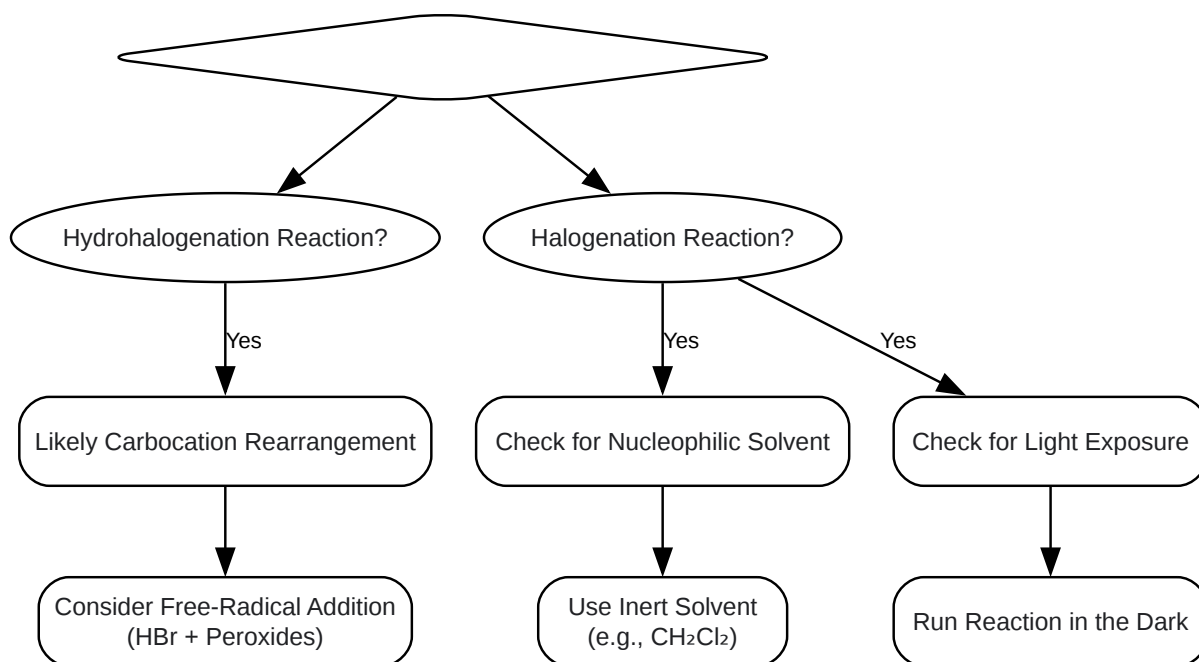 Hydrohalogenation Reaction?
Halogenation Reaction?
Yes
Yes
Yes
Likely Carbocation Rearrangement
Check for Nucleophilic Solvent
Check for Light Exposure
Consider Free-Radical Addition
(HBr + Peroxides)
Use Inert Solvent
(e.g., CH₂Cl₂)
Run Reaction in the Dark